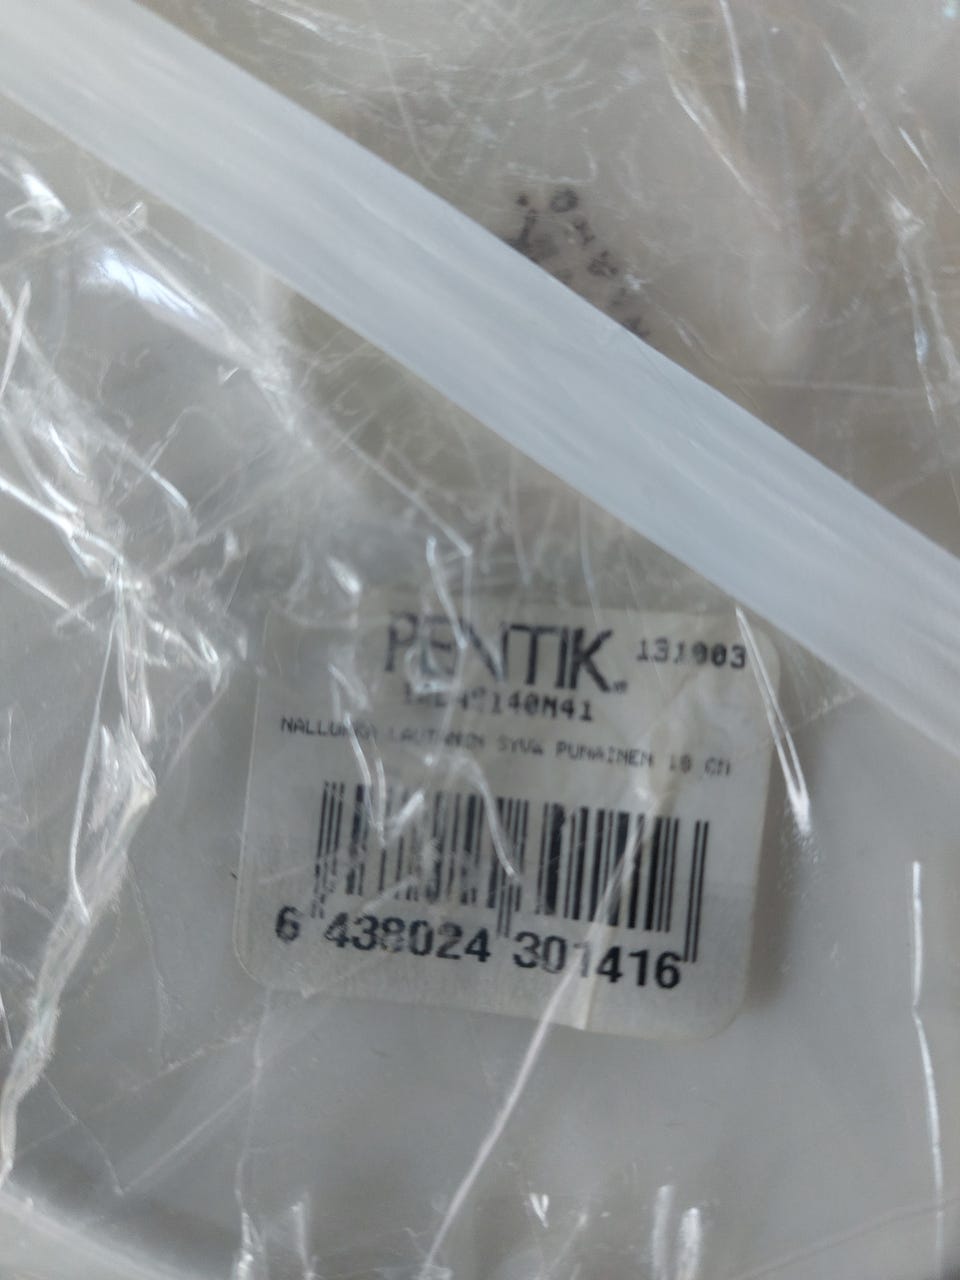 PENTIK®
131003
NALLUKKA LAUTANEN SYVÄ PUNAINEN 18 CM
6 438024 301416